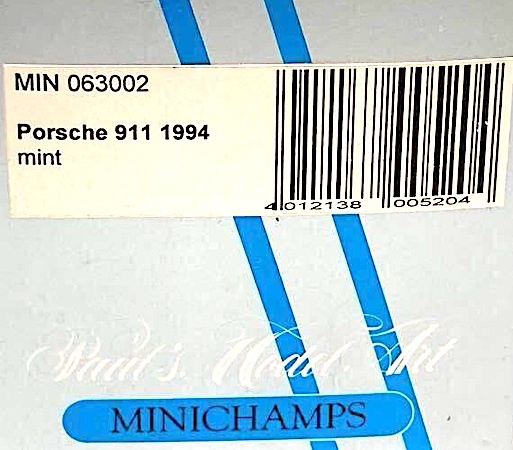 MIN 063002
Porsche 911 1994
mint
4 012138 005204
Paul's Model Art
MINICHAMPS